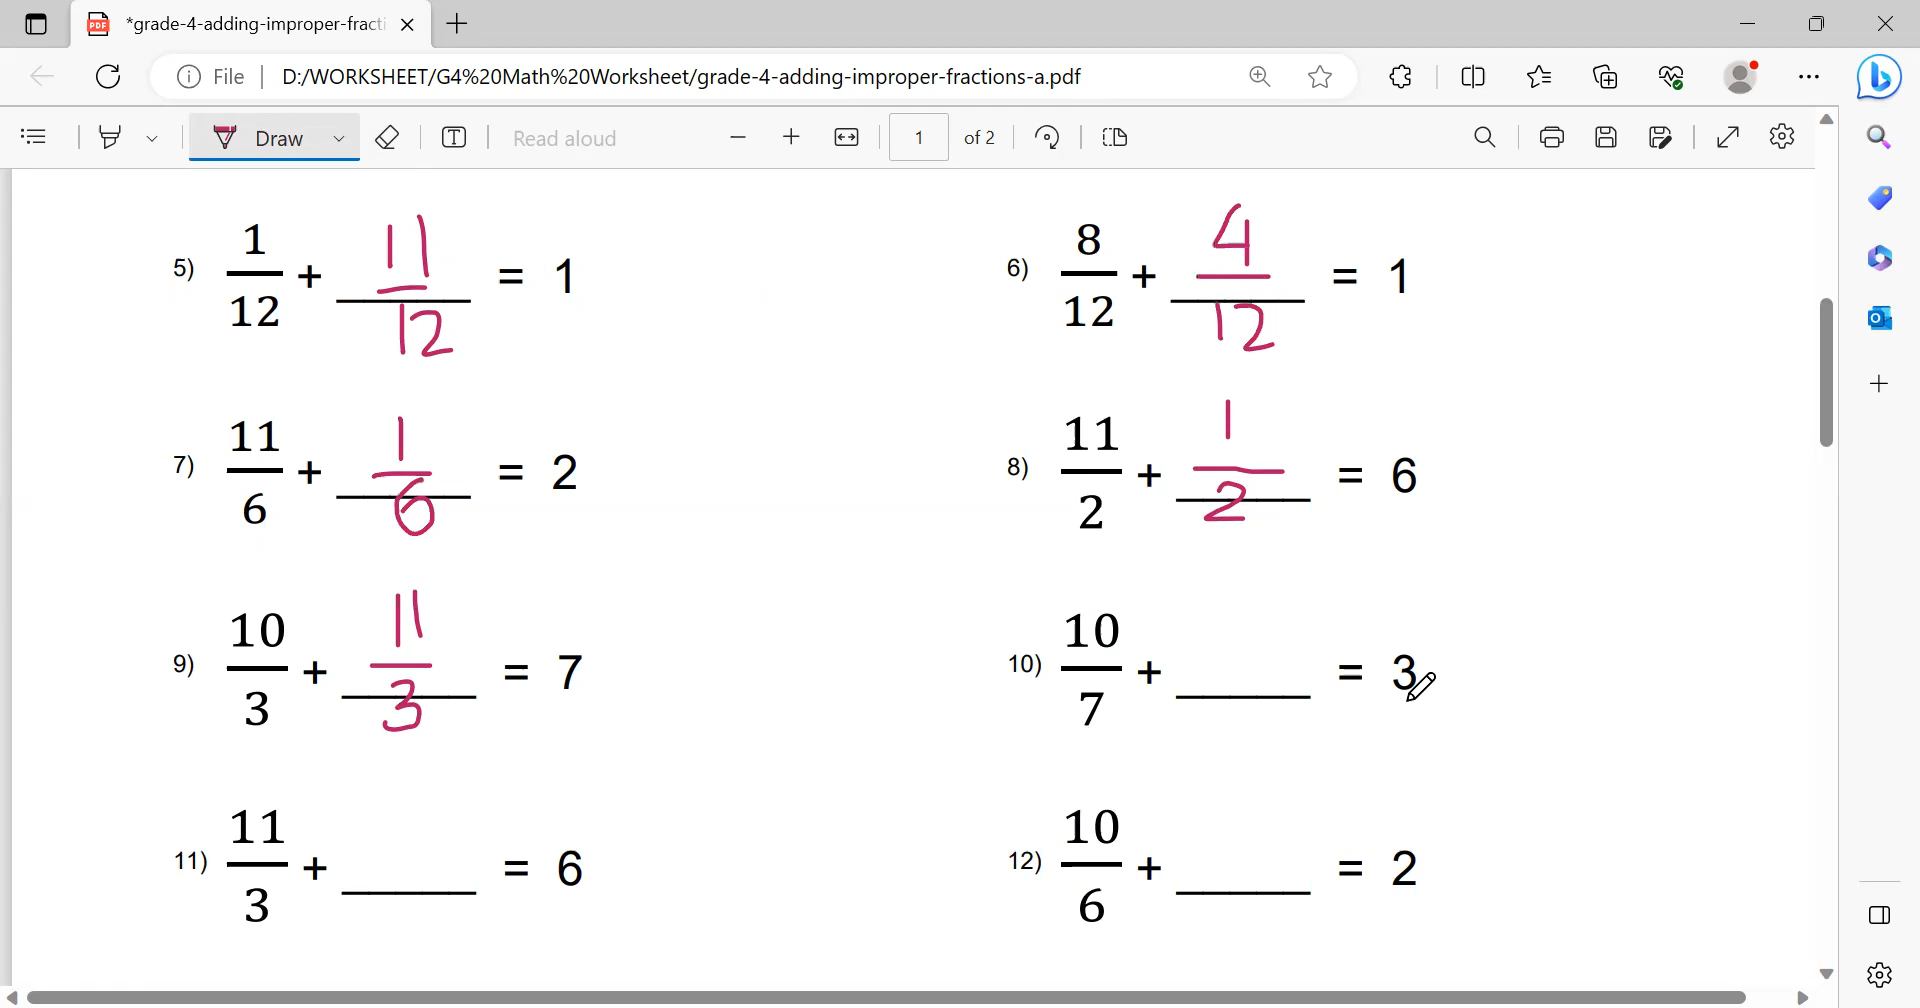 *grade-4-adding-improper-fracti
File | D:/WORKSHEET/G4%20Math%20Worksheet/grade-4-adding-improper-fractions-a.pdf
Draw Read aloud 1 of 2
5) 1/12 + 11/12 = 1
6) 8/12 + 4/12 = 1
7) 11/6 + 1/6 = 2
8) 11/2 + 1/2 = 6
9) 10/3 + 11/3 = 7
10) 10/7 + _____ = 3
11) 11/3 + _____ = 6
12) 10/6 + _____ = 2